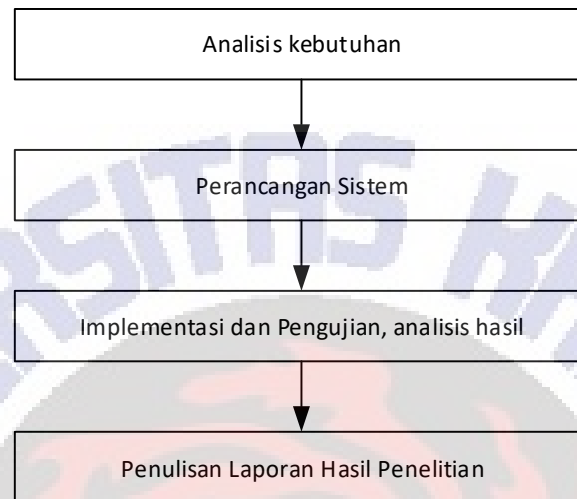 Analisis kebutuhan
Perancangan Sistem
Implementasi dan Pengujian, analisis hasil
Penulisan Laporan Hasil Penelitian